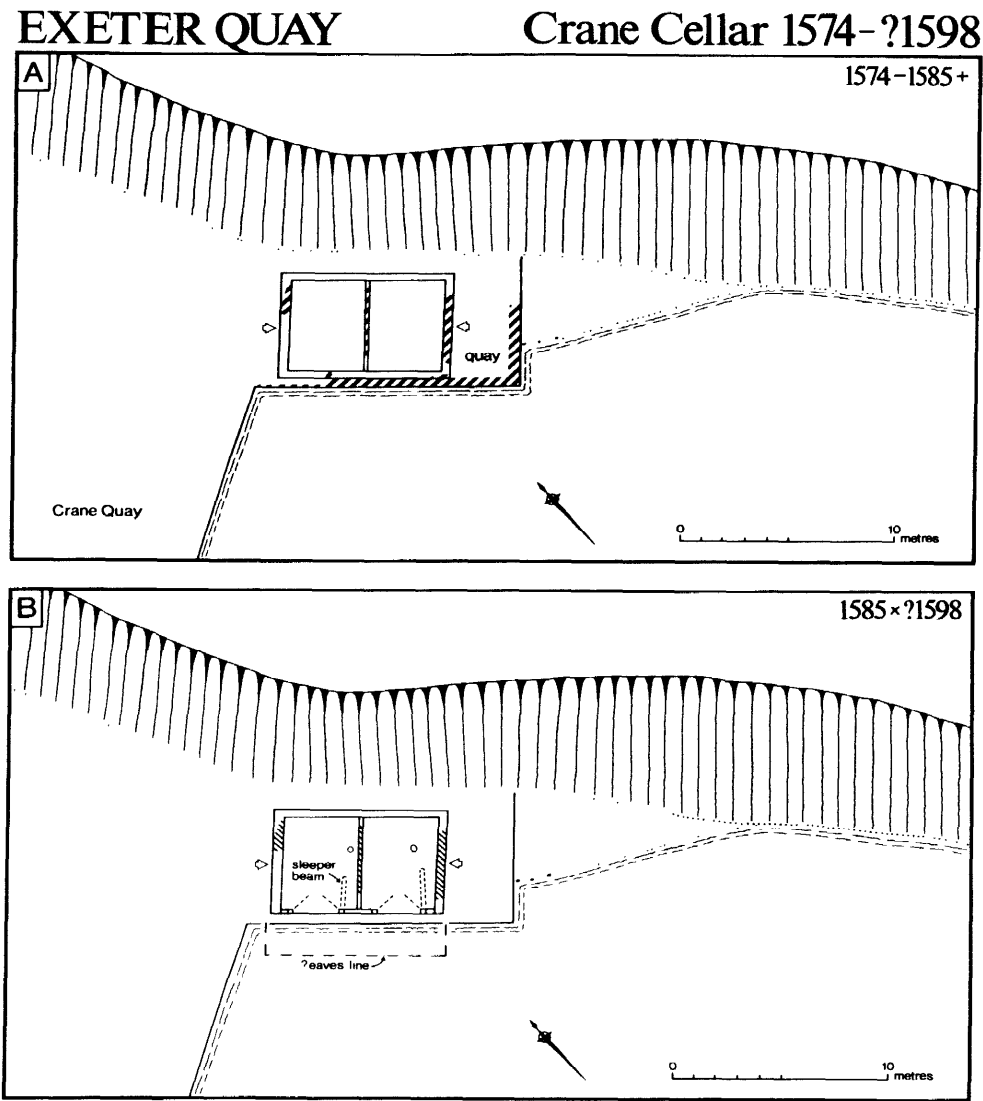 EXETER QUAY
Crane Cellar 1574-?1598
A
1574-1585+
quay
Crane Quay
0
10
metres
B
1585×?1598
sleeper
beam
?eaves line
0
10
metres